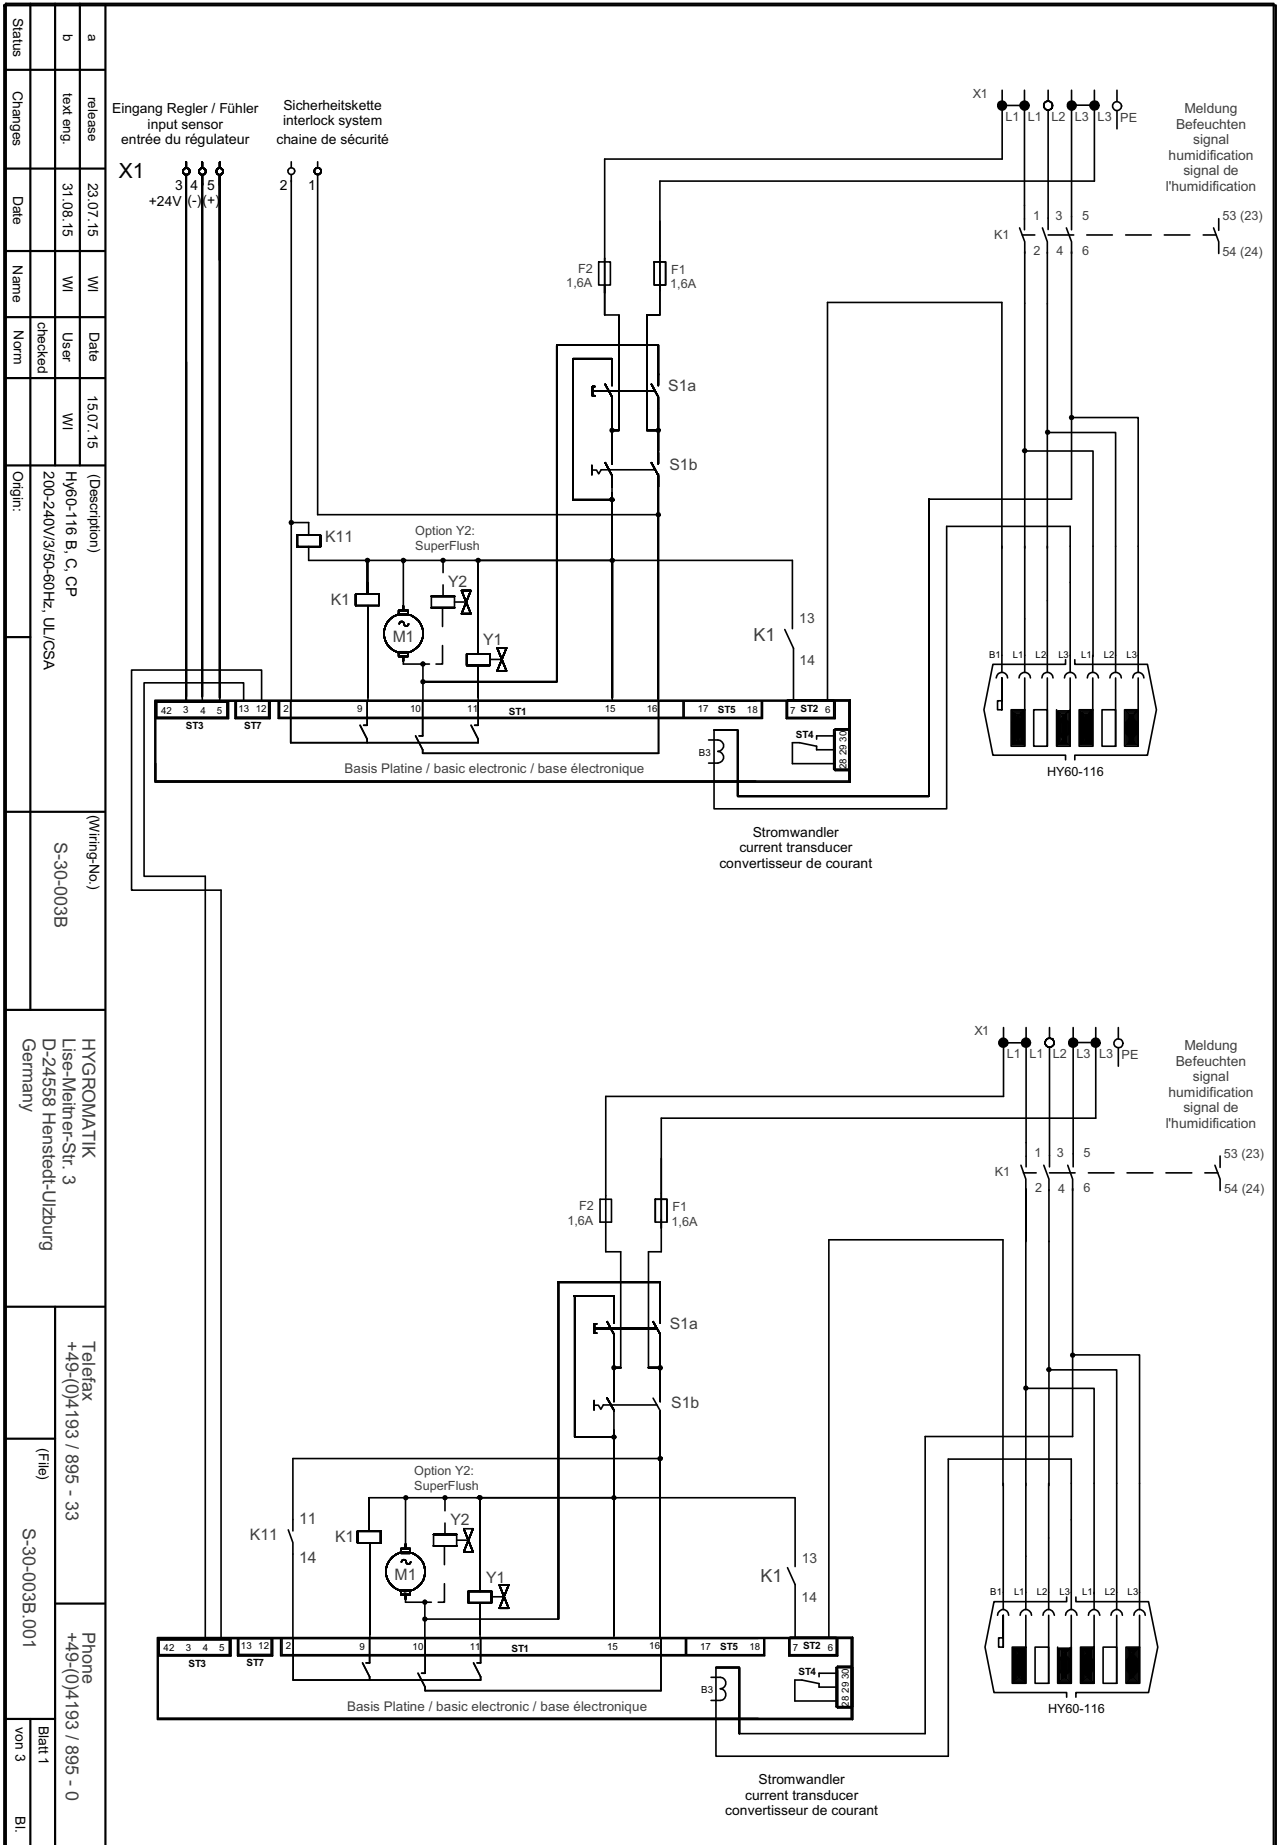 Status
Changes
Date
Name
Norm
a
release
23.07.15
WI
Date
15.07.15
b
text eng.
31.08.15
WI
User
WI
checked
(Description)
Hy60-116 B, C, CP
200-240V/3/50-60Hz, UL/CSA
Origin:
(Wiring-No.)
S-30-003B
HYGROMATIK
Lise-Meitner-Str. 3
D-24558 Henstedt-Ulzburg
Germany
Telefax
+49-(0)4193 / 895 - 33
Phone
+49-(0)4193 / 895 - 0
(File)
S-30-003B.001
Blatt 1
von 3
Bl.
Eingang Regler / Fühler
input sensor
entrée du régulateur
Sicherheitskette
interlock system
chaine de sécurité
X1
3 4 5
+24V (-) (+)
2 1
X1
L1 L1 L2 L3 L3 PE
Meldung
Befeuchten
signal
humidification
signal de
l'humidification
1 3 5
K1
2 4 6
53 (23)
54 (24)
F2
1,6A
F1
1,6A
S1a
S1b
K11
Option Y2:
SuperFlush
K1
M1
Y2
Y1
K1
13
14
B1 L1 L2 L3 L1 L2 L3
HY60-116
42 3 4 5
ST3
13 12
ST7
2 9 10 11 ST1 15 16
17 ST5 18
7 ST2 6
ST4
28 29 30
B3
Basis Platine / basic electronic / base électronique
Stromwandler
current transducer
convertisseur de courant
X1
L1 L1 L2 L3 L3 PE
Meldung
Befeuchten
signal
humidification
signal de
l'humidification
1 3 5
K1
2 4 6
53 (23)
54 (24)
F2
1,6A
F1
1,6A
S1a
S1b
Option Y2:
SuperFlush
K11
11
14
K1
M1
Y2
Y1
K1
13
14
B1 L1 L2 L3 L1 L2 L3
HY60-116
42 3 4 5
ST3
13 12
ST7
2 9 10 11 ST1 15 16
17 ST5 18
7 ST2 6
ST4
28 29 30
B3
Basis Platine / basic electronic / base électronique
Stromwandler
current transducer
convertisseur de courant